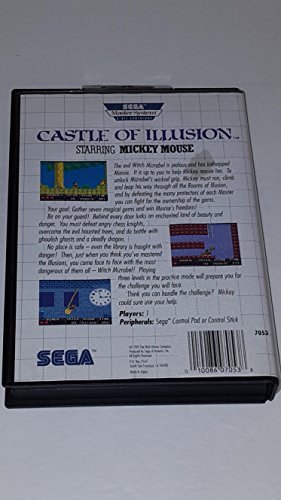 SEGA
Master System
CASTLE OF ILLUSION™
STARRING MICKEY MOUSE
The evil Witch Mizrabel is jealous and has kidnapped
Minnie. It is up to you to help Mickey rescue her. To
unlock Mizrabel's wicked grip, Mickey must run, climb
and leap his way through all the Rooms of Illusion,
and by defeating the many protectors of each Master
you can fight for the ownership of the gems.
Your goal: Gather seven magical gems and win Minnie's freedom!
Be on your guard! Behind every door lurks an enchanted land of beauty and
danger. You must defeat angry chess knights,
overcome the evil haunted trees, and do battle with
ghoulish ghosts and a deadly dragon.
No place is safe – even the library is fraught with
danger! Then, just when you think you've mastered
the Illusions, you came face to face with the most
dangerous of them all – Witch Mizrabel! Playing
three levels in the practice mode will prepare you for
the challenge you will face.
Think you can handle the challenge? Mickey
could sure use your help.
Players: 1
Peripherals: Sega Control Pad or Control Stick
7053
SEGA
0 10086 07053 8